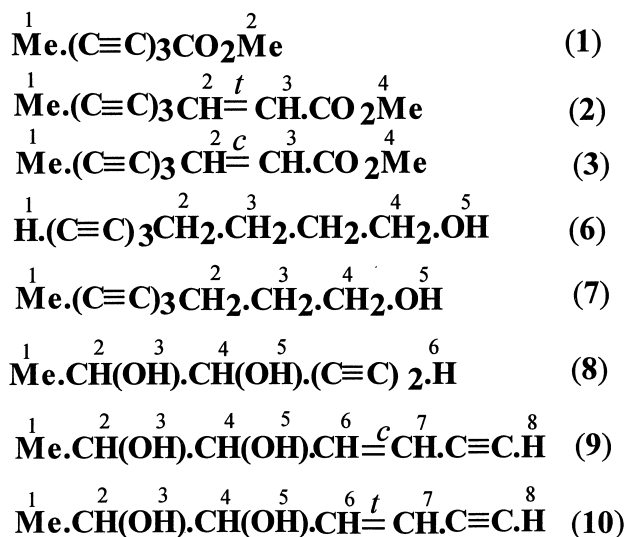 1 2
Me.(C≡C)3CO2Me (1)
1 2 t 3 4
Me.(C≡C)3CH=CH.CO2Me (2)
1 2 c 3 4
Me.(C≡C)3CH=CH.CO2Me (3)
1 2 3 4 5
H.(C≡C)3CH2.CH2.CH2.CH2.OH (6)
1 2 3 4 5
Me.(C≡C)3CH2.CH2.CH2.OH (7)
1 2 3 4 5 6
Me.CH(OH).CH(OH).(C≡C)2.H (8)
1 2 3 4 5 6 c 7 8
Me.CH(OH).CH(OH).CH=CH.C≡C.H (9)
1 2 3 4 5 6 t 7 8
Me.CH(OH).CH(OH).CH=CH.C≡C.H (10)